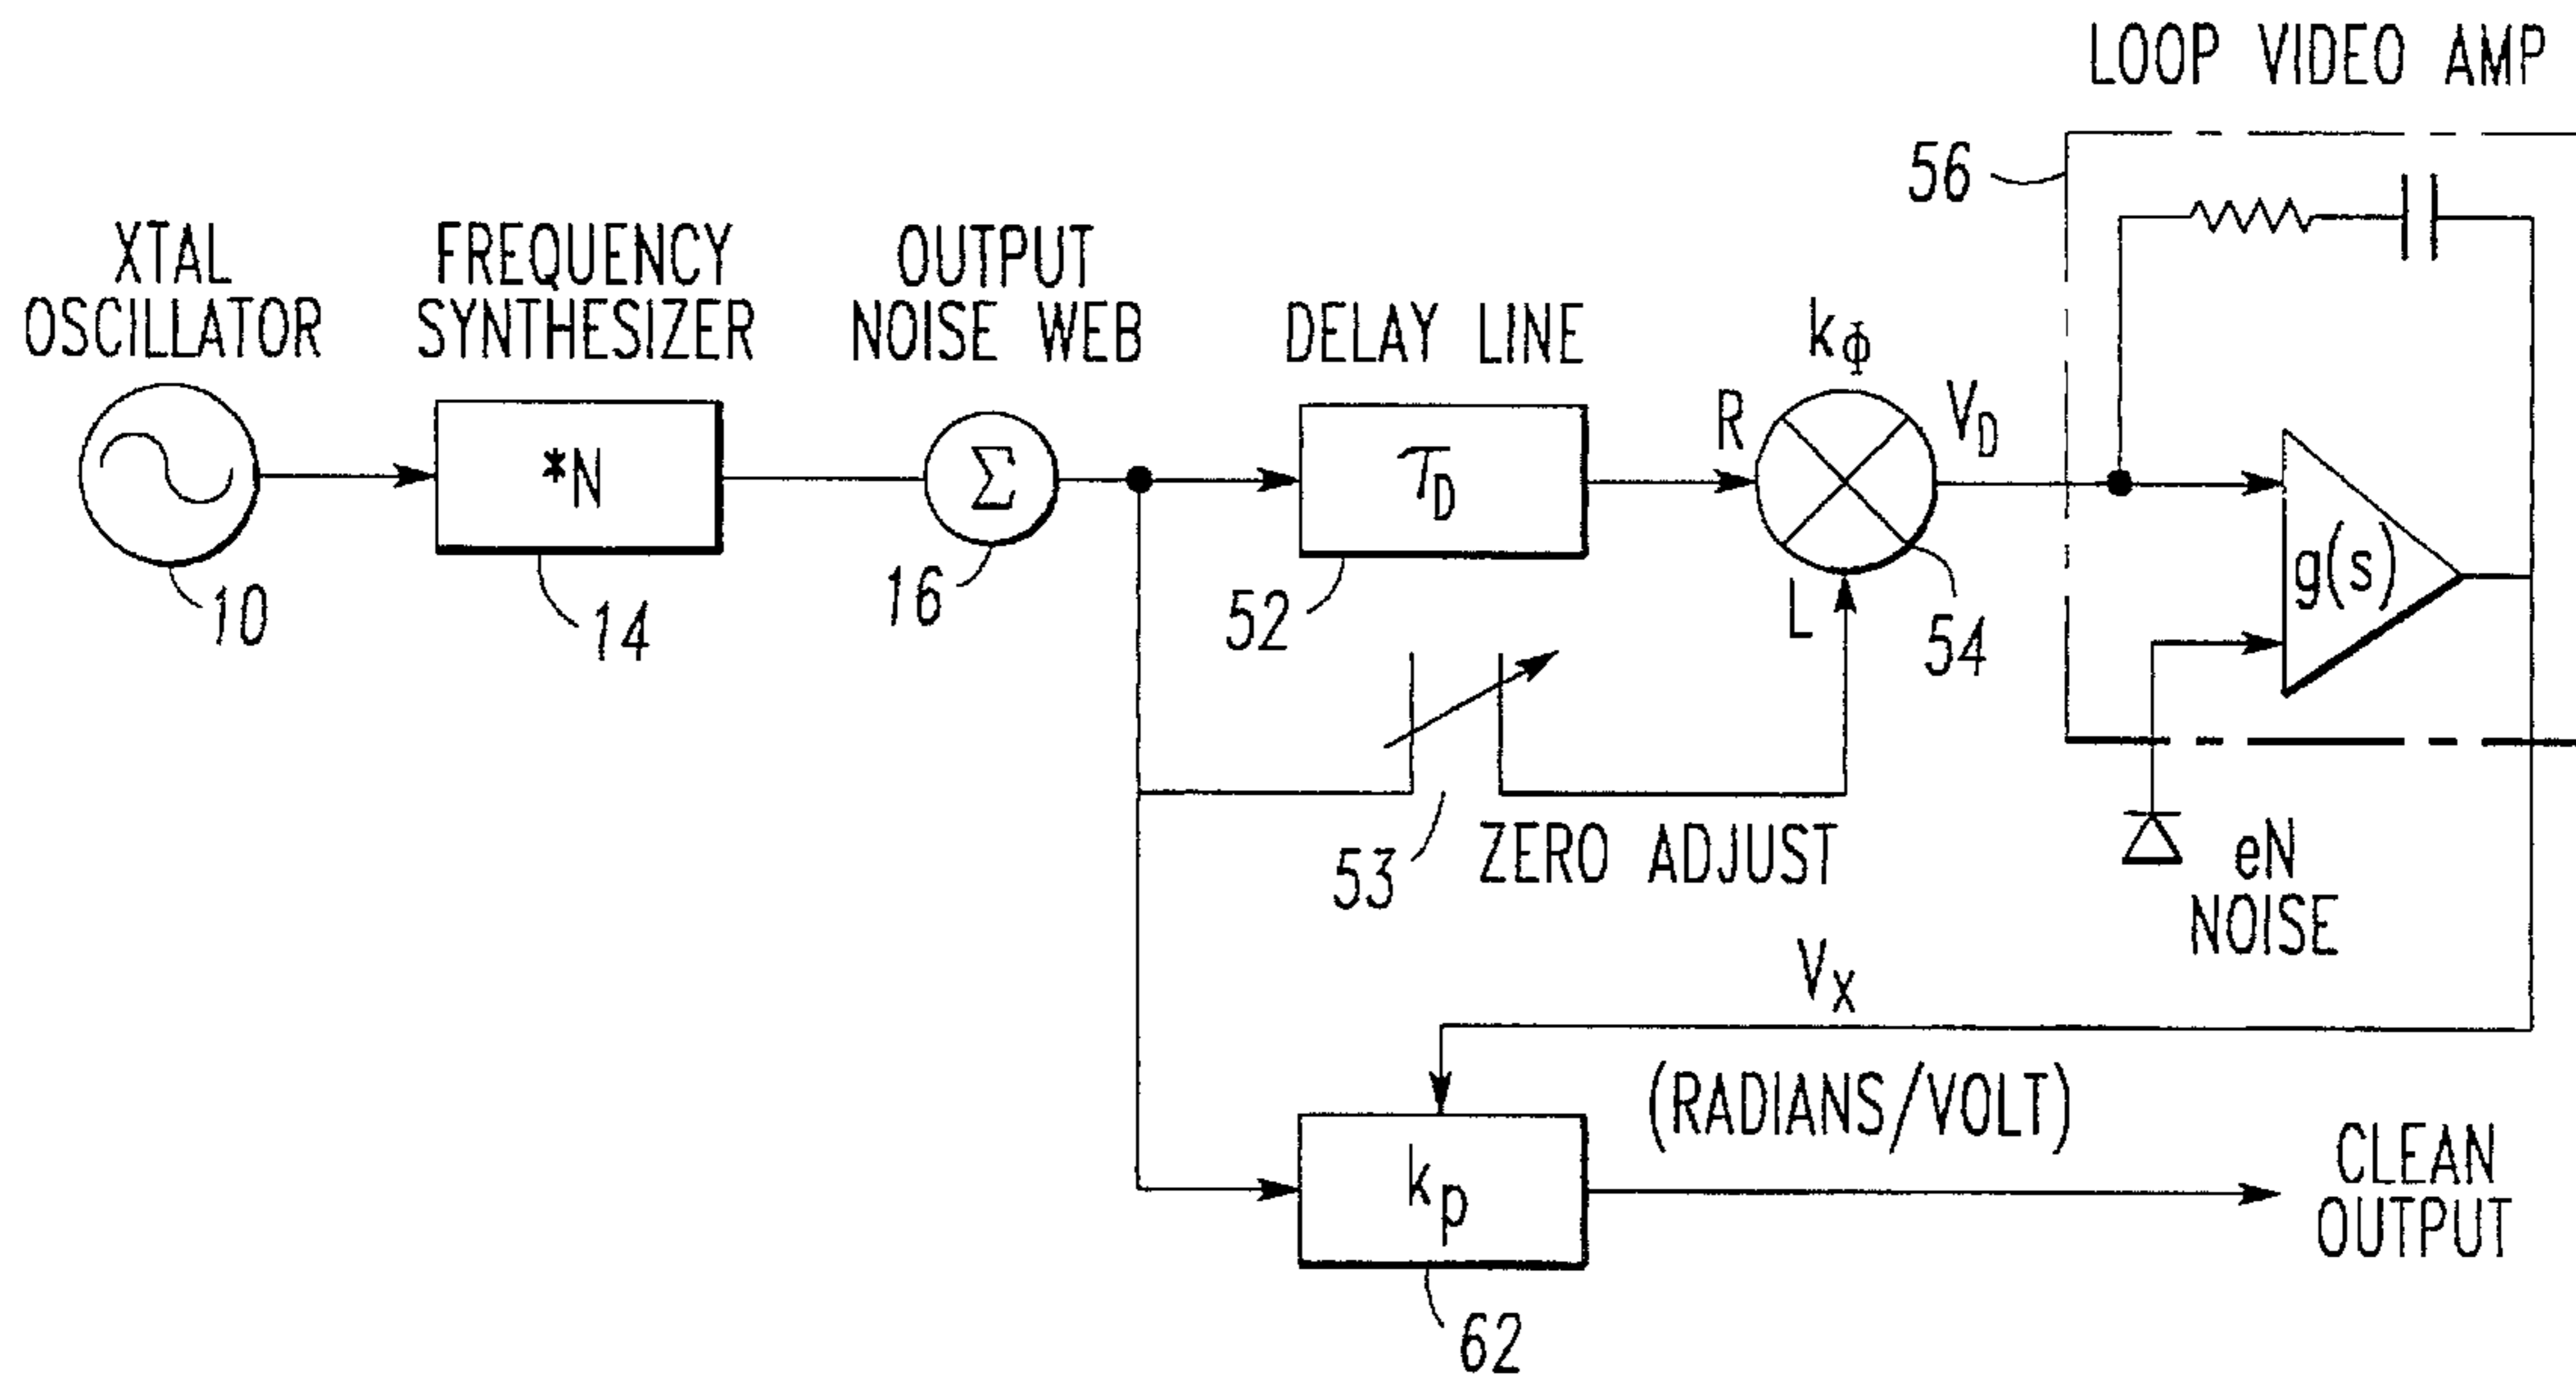 LOOP VIDEO AMP
56
XTAL
OSCILLATOR
FREQUENCY
SYNTHESIZER
OUTPUT
NOISE WEB
DELAY LINE
kΦ
*N
Σ
τD
R
L
VD
g(s)
10
14
16
52
54
53
ZERO ADJUST
eN
NOISE
VX
(RADIANS/VOLT)
kp
CLEAN
OUTPUT
62